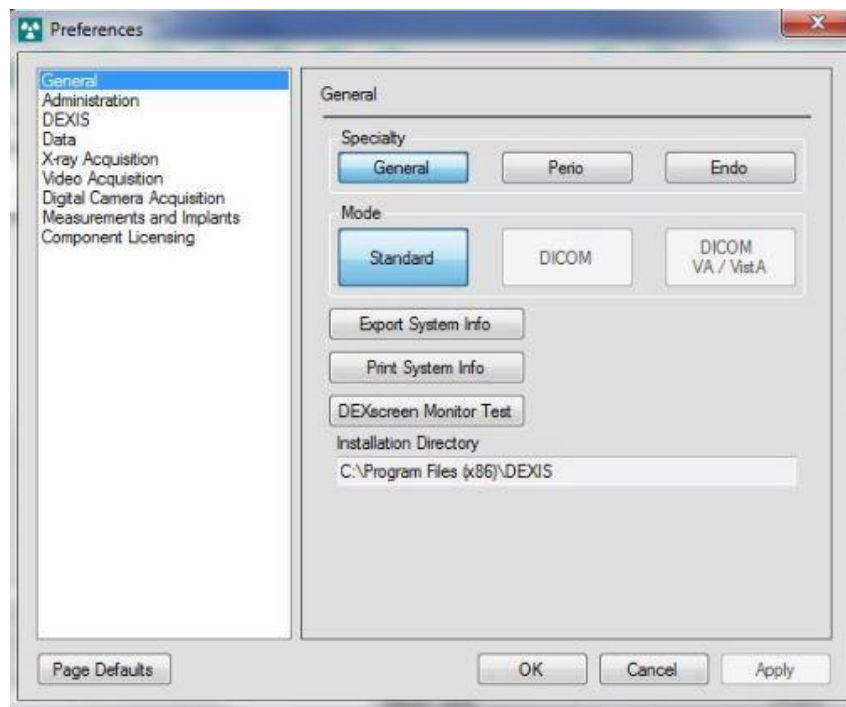 Preferences
General
Administration
DEXIS
Data
X-ray Acquisition
Video Acquisition
Digital Camera Acquisition
Measurements and Implants
Component Licensing
General
Specialty
General Perio Endo
Mode
Standard DICOM DICOM
VA / VistA
Export System Info
Print System Info
DEXscreen Monitor Test
Installation Directory
C:\Program Files (x86)\DEXIS
Page Defaults OK Cancel Apply